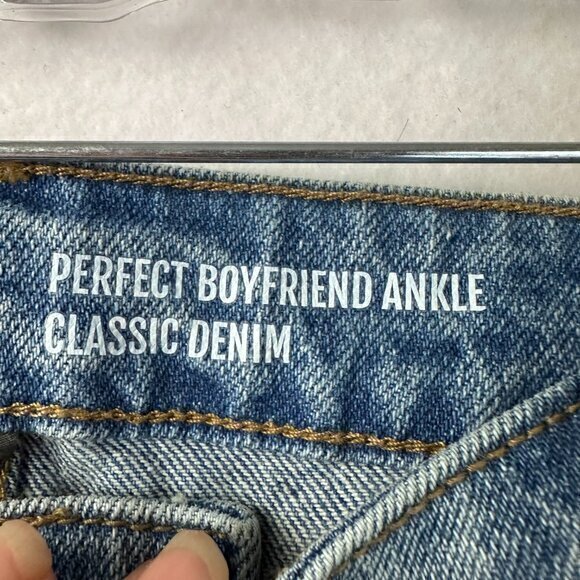 PERFECT BOYFRIEND ANKLE
CLASSIC DENIM